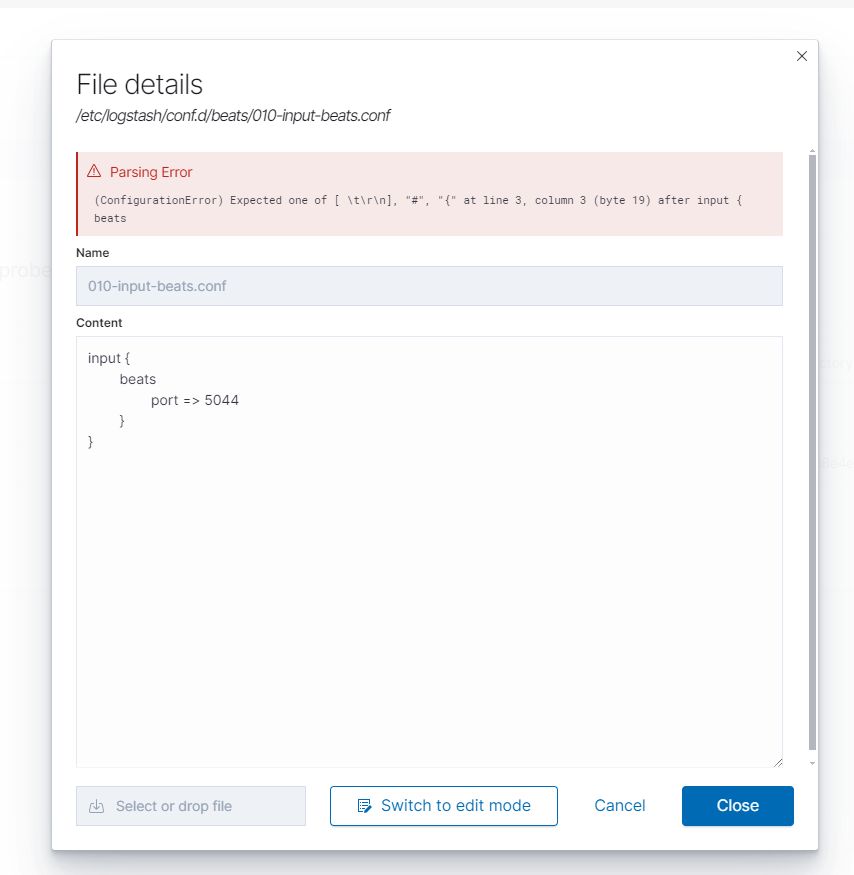 File details
/etc/logstash/conf.d/beats/010-input-beats.conf
Parsing Error
(ConfigurationError) Expected one of [ \t\r\n], "#", "{" at line 3, column 3 (byte 19) after input {
beats
Name
probe
010-input-beats.conf
Content
input {
beats
port => 5044
}
}
Select or drop file
Switch to edit mode
Cancel
Close